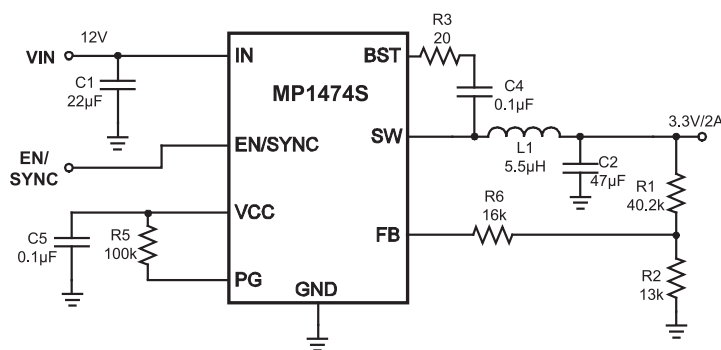 R3
20
VIN
12V
IN
BST
C1
22µF
MP1474S
C4
0.1µF
3.3V/2A
SW
EN/
SYNC
EN/SYNC
L1
5.5µH
C2
47µF
R1
40.2k
R6
16k
VCC
C5
0.1µF
R5
100k
FB
PG
GND
R2
13k